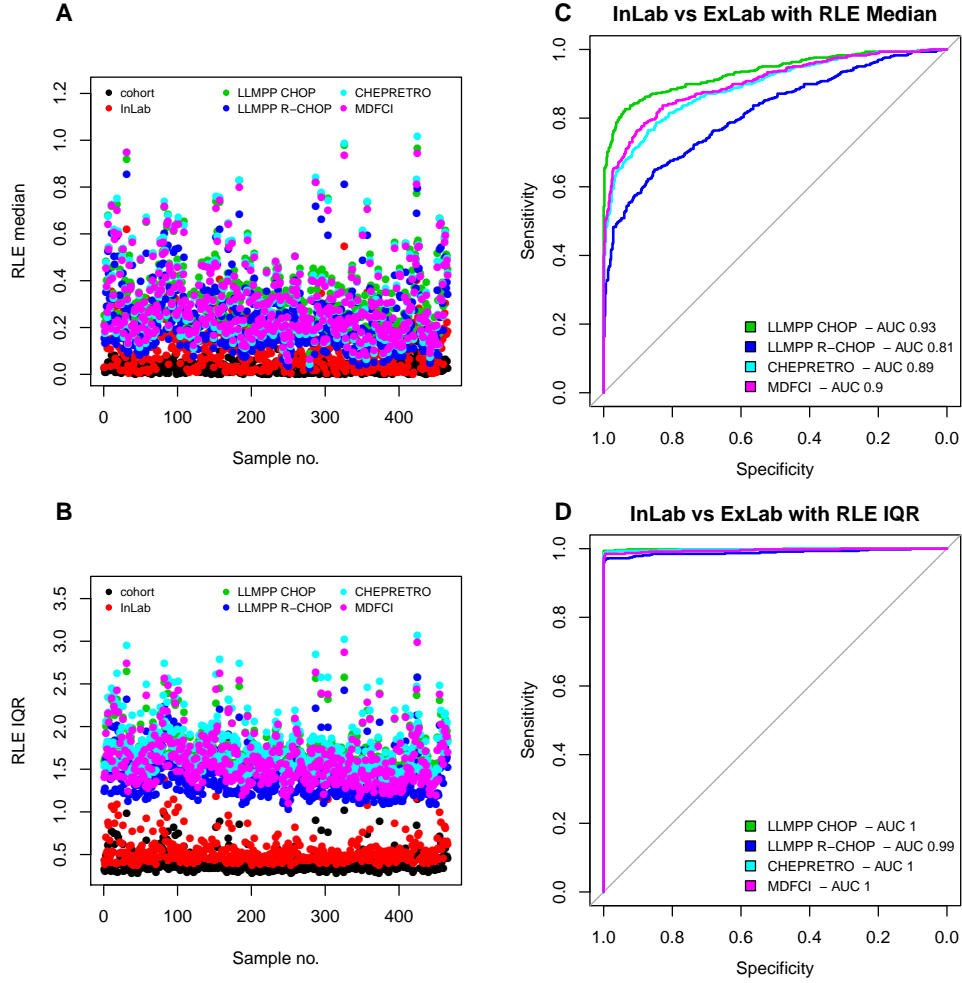 A
cohort
InLab
LLMPP CHOP
LLMPP R−CHOP
CHEPRETRO
MDFCI
RLE median
0.0 0.2 0.4 0.6 0.8 1.0 1.2
0 100 200 300 400
Sample no.
C InLab vs ExLab with RLE Median
Sensitivity
0.0 0.2 0.4 0.6 0.8 1.0
LLMPP CHOP − AUC 0.93
LLMPP R−CHOP − AUC 0.81
CHEPRETRO − AUC 0.89
MDFCI − AUC 0.9
1.0 0.8 0.6 0.4 0.2 0.0
Specificity
B
cohort
InLab
LLMPP CHOP
LLMPP R−CHOP
CHEPRETRO
MDFCI
RLE IQR
0.5 1.0 1.5 2.0 2.5 3.0 3.5
0 100 200 300 400
Sample no.
D InLab vs ExLab with RLE IQR
Sensitivity
0.0 0.2 0.4 0.6 0.8 1.0
LLMPP CHOP − AUC 1
LLMPP R−CHOP − AUC 0.99
CHEPRETRO − AUC 1
MDFCI − AUC 1
1.0 0.8 0.6 0.4 0.2 0.0
Specificity